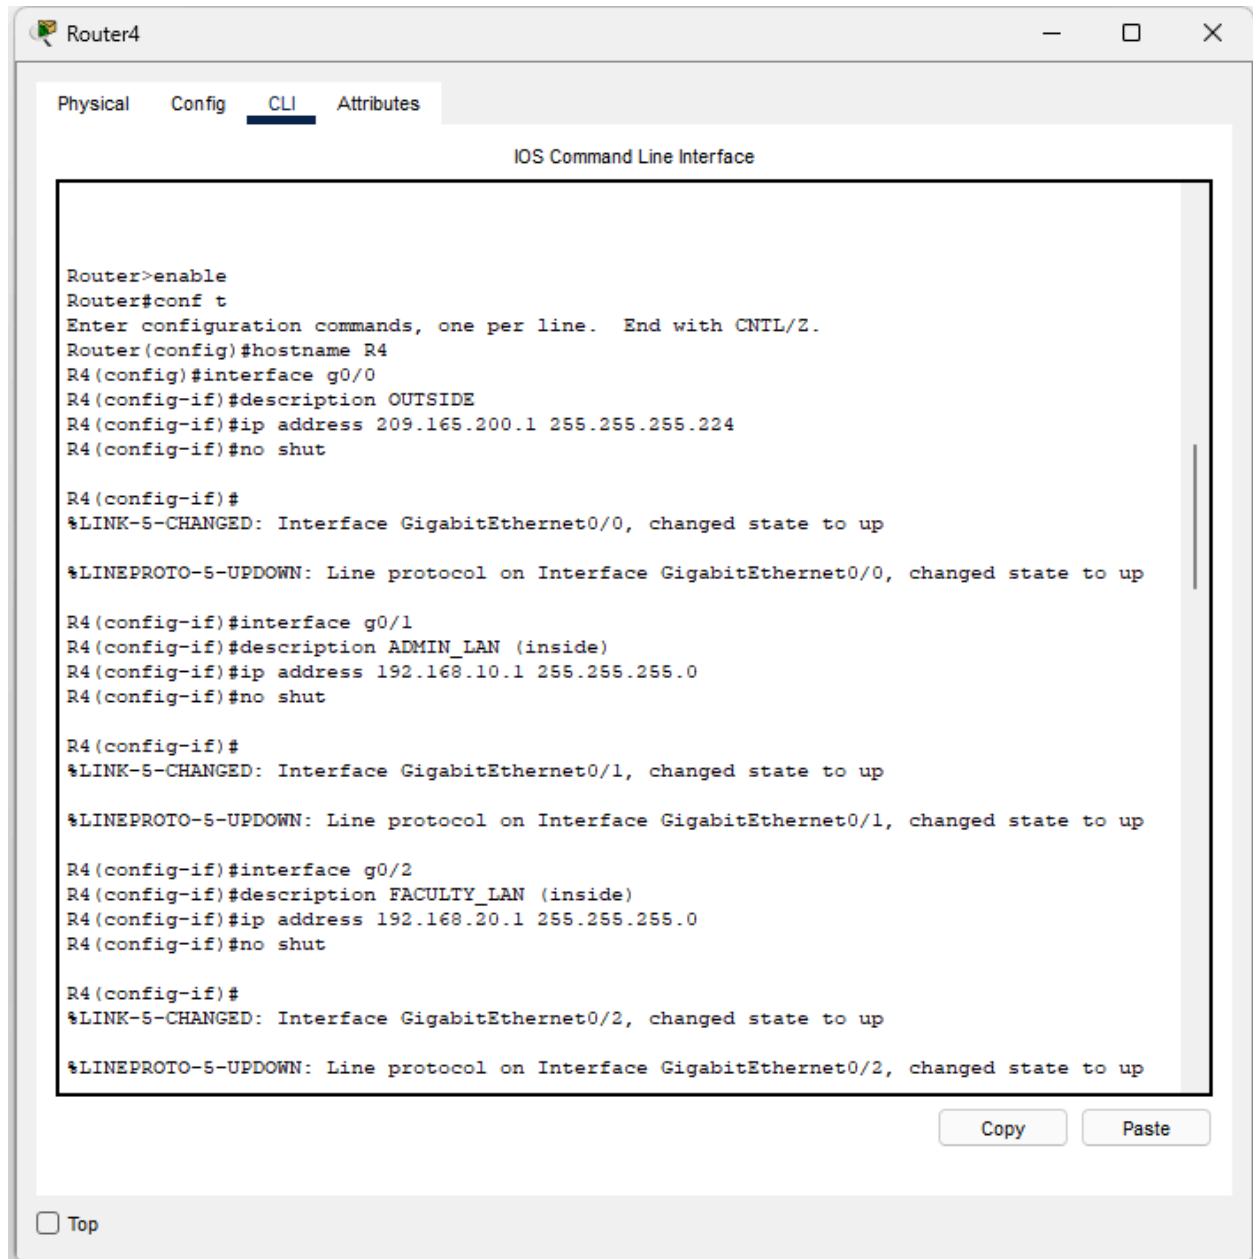 Router4
Physical Config CLI Attributes
IOS Command Line Interface
Router>enable
Router#conf t
Enter configuration commands, one per line.  End with CNTL/Z.
Router(config)#hostname R4
R4(config)#interface g0/0
R4(config-if)#description OUTSIDE
R4(config-if)#ip address 209.165.200.1 255.255.255.224
R4(config-if)#no shut
R4(config-if)#
%LINK-5-CHANGED: Interface GigabitEthernet0/0, changed state to up
%LINEPROTO-5-UPDOWN: Line protocol on Interface GigabitEthernet0/0, changed state to up
R4(config-if)#interface g0/1
R4(config-if)#description ADMIN_LAN (inside)
R4(config-if)#ip address 192.168.10.1 255.255.255.0
R4(config-if)#no shut
R4(config-if)#
%LINK-5-CHANGED: Interface GigabitEthernet0/1, changed state to up
%LINEPROTO-5-UPDOWN: Line protocol on Interface GigabitEthernet0/1, changed state to up
R4(config-if)#interface g0/2
R4(config-if)#description FACULTY_LAN (inside)
R4(config-if)#ip address 192.168.20.1 255.255.255.0
R4(config-if)#no shut
R4(config-if)#
%LINK-5-CHANGED: Interface GigabitEthernet0/2, changed state to up
%LINEPROTO-5-UPDOWN: Line protocol on Interface GigabitEthernet0/2, changed state to up
Copy Paste
Top